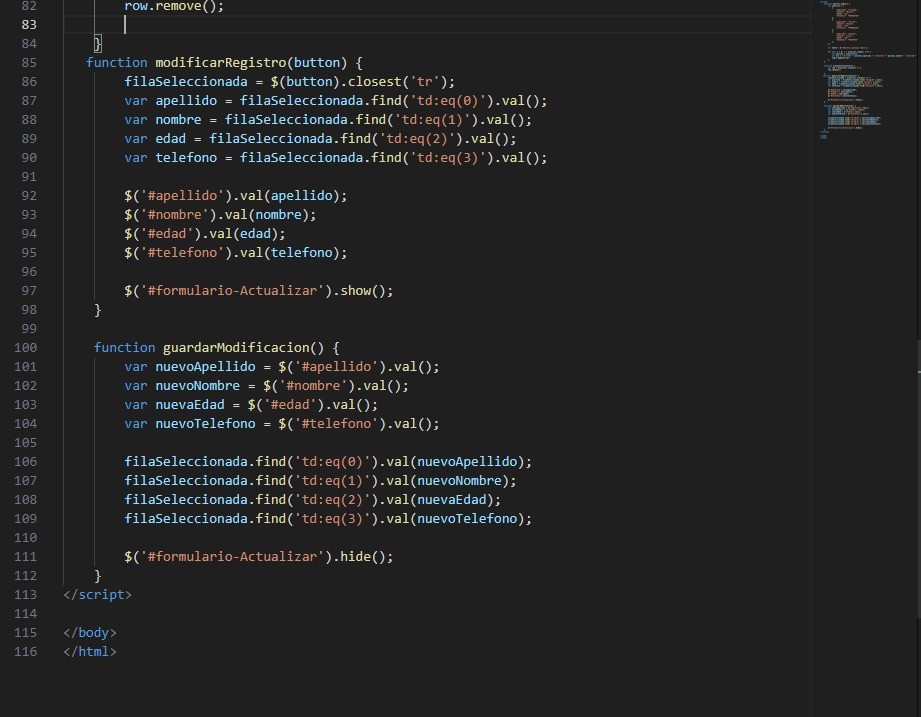 82 row.remove();
83
84 }
85 function modificarRegistro(button) {
86 filaSeleccionada = $(button).closest('tr');
87 var apellido = filaSeleccionada.find('td:eq(0)').val();
88 var nombre = filaSeleccionada.find('td:eq(1)').val();
89 var edad = filaSeleccionada.find('td:eq(2)').val();
90 var telefono = filaSeleccionada.find('td:eq(3)').val();
91
92 $('#apellido').val(apellido);
93 $('#nombre').val(nombre);
94 $('#edad').val(edad);
95 $('#telefono').val(telefono);
96
97 $('#formulario-Actualizar').show();
98 }
99
100 function guardarModificacion() {
101 var nuevoApellido = $('#apellido').val();
102 var nuevoNombre = $('#nombre').val();
103 var nuevaEdad = $('#edad').val();
104 var nuevoTelefono = $('#telefono').val();
105
106 filaSeleccionada.find('td:eq(0)').val(nuevoApellido);
107 filaSeleccionada.find('td:eq(1)').val(nuevoNombre);
108 filaSeleccionada.find('td:eq(2)').val(nuevaEdad);
109 filaSeleccionada.find('td:eq(3)').val(nuevoTelefono);
110
111 $('#formulario-Actualizar').hide();
112 }
113 </script>
114
115 </body>
116 </html>